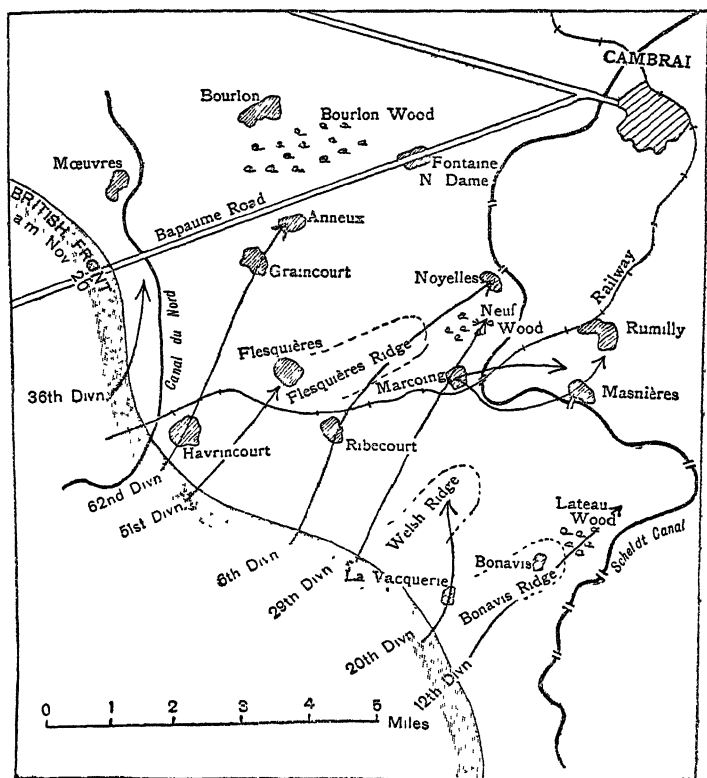 CAMBRAI
Bourlon
Bourlon Wood
Mœuvres
Fontaine
N Dame
BRITISH FRONT
a m Nov 20
Bapaume Road
Anneux
Graincourt
Noyelles
Railway
Neuf
Wood
Rumilly
Canal du Nord
Flesquières
Flesquières Ridge
Marcoing
Masnières
36th Divn
Havrincourt
Ribecourt
62nd Divn
51st Divn
Welsh Ridge
Lateau
Wood
6th Divn
29th Divn
La Vacquerie
Bonavis
Bonavis Ridge
Scheldt Canal
20th Divn
12th Divn
0 1 2 3 4 5
Miles